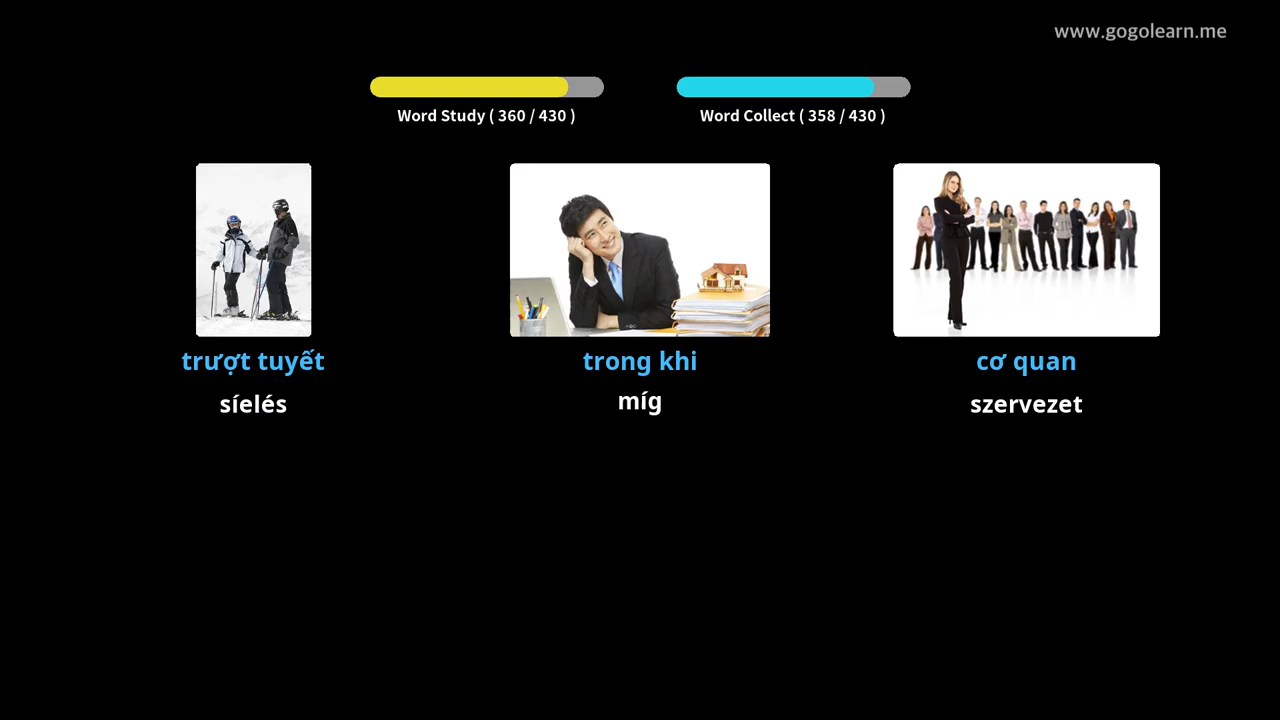 www.gogolearn.me
Word Study ( 360 / 430 )
Word Collect ( 358 / 430 )
trượt tuyết
síelés
trong khi
míg
cơ quan
szervezet